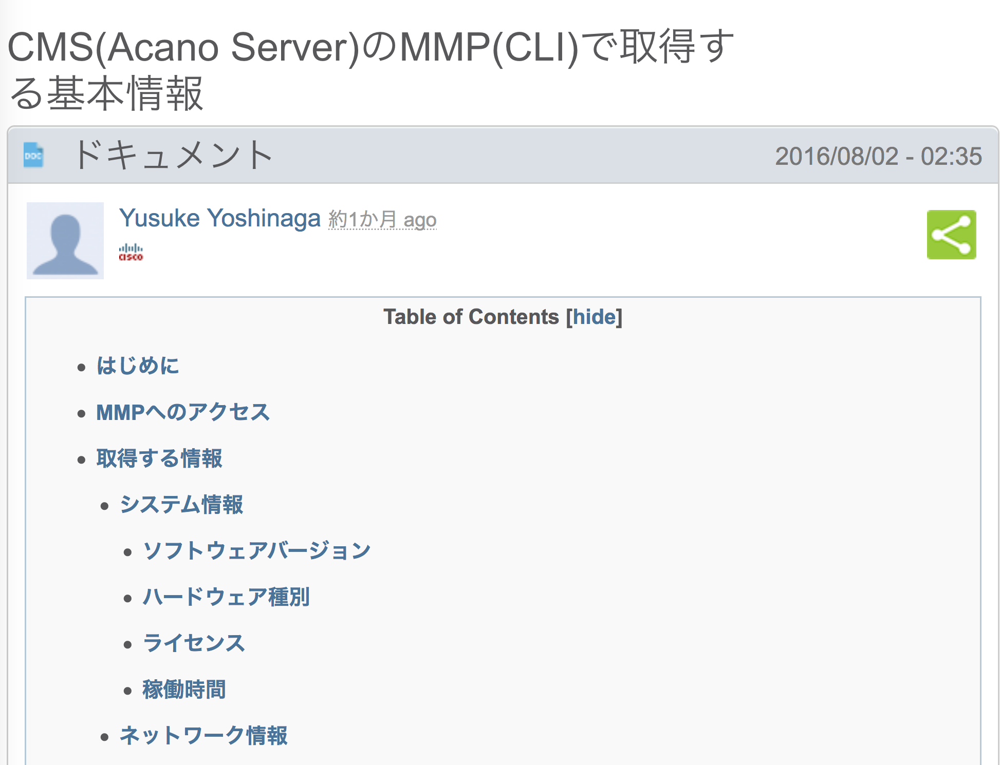 CMS(Acano Server)のMMP(CLI)で取得す
る基本情報
DOC ドキュメント 2016/08/02 - 02:35
Yusuke Yoshinaga 約1か月 ago
cisco
Table of Contents [hide]
はじめに
MMPへのアクセス
取得する情報
システム情報
ソフトウェアバージョン
ハードウェア種別
ライセンス
稼働時間
ネットワーク情報